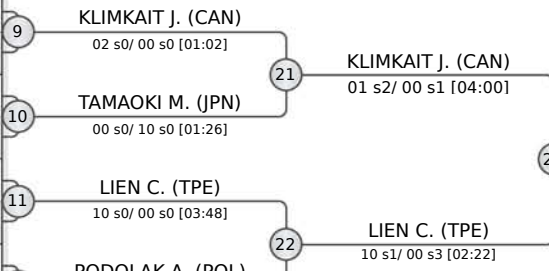 KLIMKAIT J. (CAN)
9
02 s0/ 00 s0 [01:02]
KLIMKAIT J. (CAN)
21
01 s2/ 00 s1 [04:00]
TAMAOKI M. (JPN)
10
00 s0/ 10 s0 [01:26]
LIEN C. (TPE)
11
10 s0/ 00 s0 [03:48]
LIEN C. (TPE)
22
10 s1/ 00 s3 [02:22]
PODOLAK A. (POL)